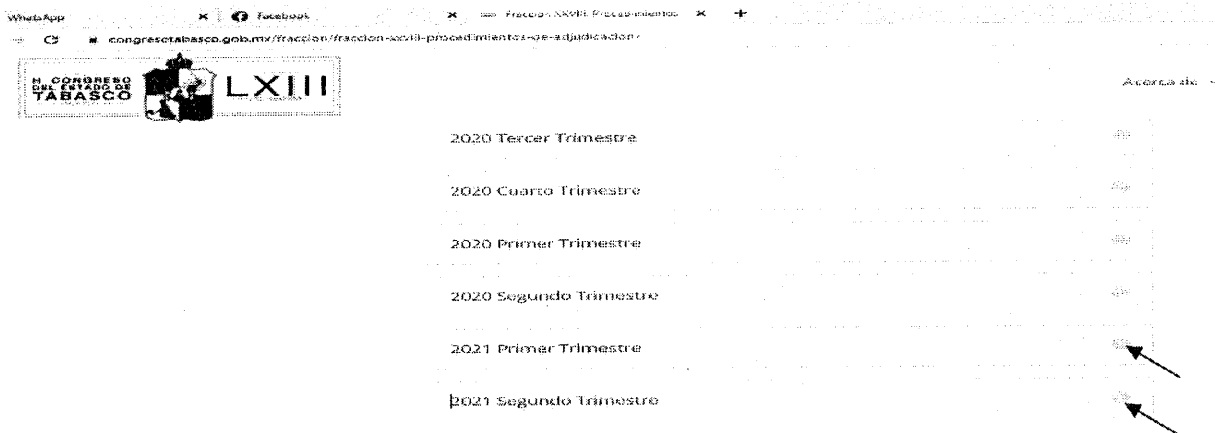 WhatsApp
Facebook
Fracción XXVIII. Procedimientos
congresotabasco.gob.mx/fraccion/fraccion-xxviii-procedimientos-de-adjudicacion/
H. CONGRESO
DEL ESTADO DE
TABASCO
LXIII
Acerca de
2020 Tercer Trimestre
2020 Cuarto Trimestre
2020 Primer Trimestre
2020 Segundo Trimestre
2021 Primer Trimestre
2021 Segundo Trimestre